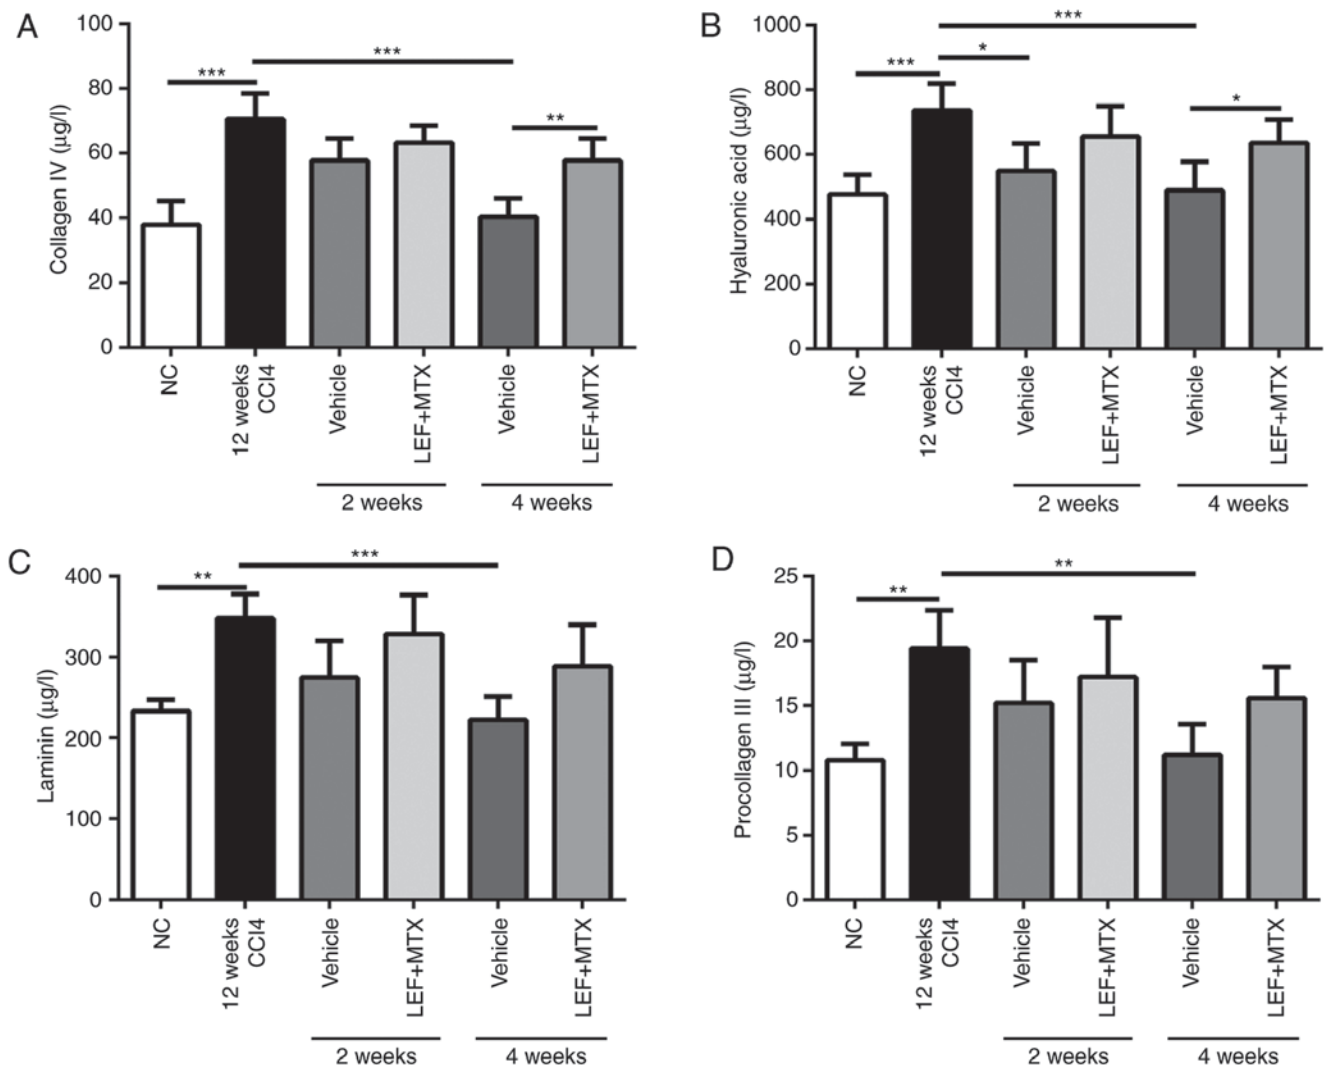 A
Collagen IV (µg/l)
100
80
60
40
20
0
***
***
**
NC
12 weeks
CCl4
Vehicle
LEF+MTX
Vehicle
LEF+MTX
2 weeks
4 weeks
B
Hyaluronic acid (µg/l)
1000
800
600
400
200
0
***
*
***
*
NC
12 weeks
CCl4
Vehicle
LEF+MTX
Vehicle
LEF+MTX
2 weeks
4 weeks
C
Laminin (µg/l)
400
300
200
100
0
**
***
NC
12 weeks
CCl4
Vehicle
LEF+MTX
Vehicle
LEF+MTX
2 weeks
4 weeks
D
Procollagen III (µg/l)
25
20
15
10
5
0
**
**
NC
12 weeks
CCl4
Vehicle
LEF+MTX
Vehicle
LEF+MTX
2 weeks
4 weeks